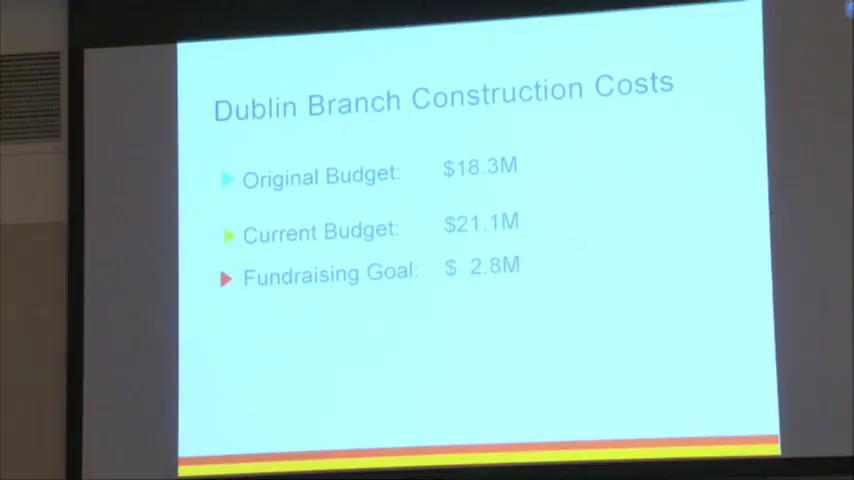 Dublin Branch Construction Costs
Original Budget: $18.3M
Current Budget: $21.1M
Fundraising Goal: $ 2.8M